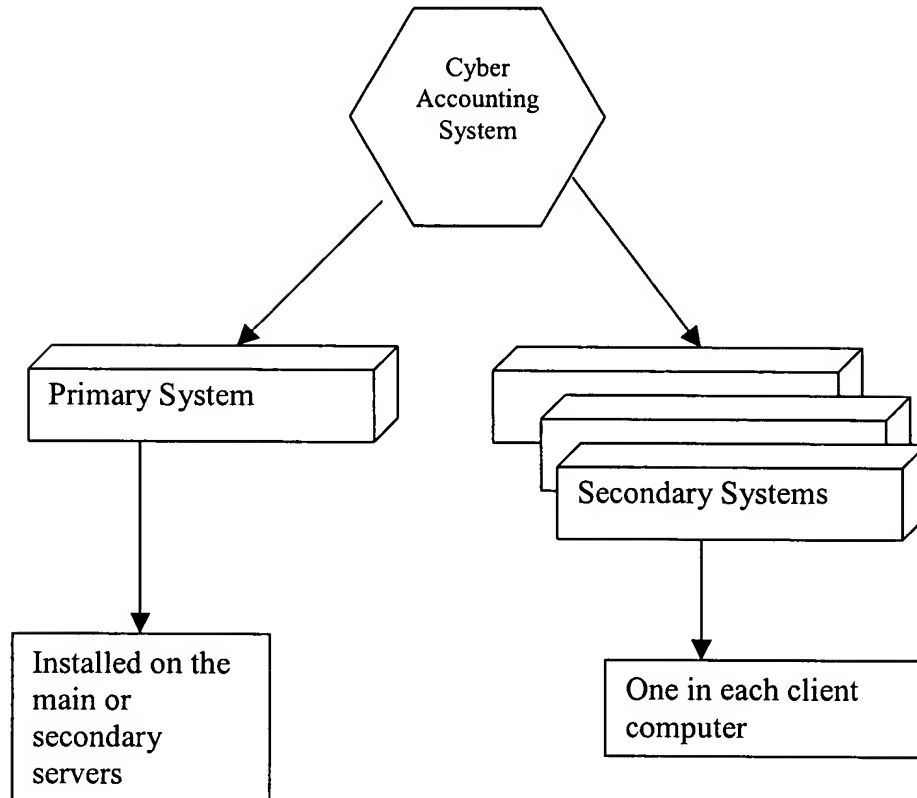 Cyber
Accounting
System
Primary System
Secondary Systems
Installed on the
main or
secondary
servers
One in each client
computer